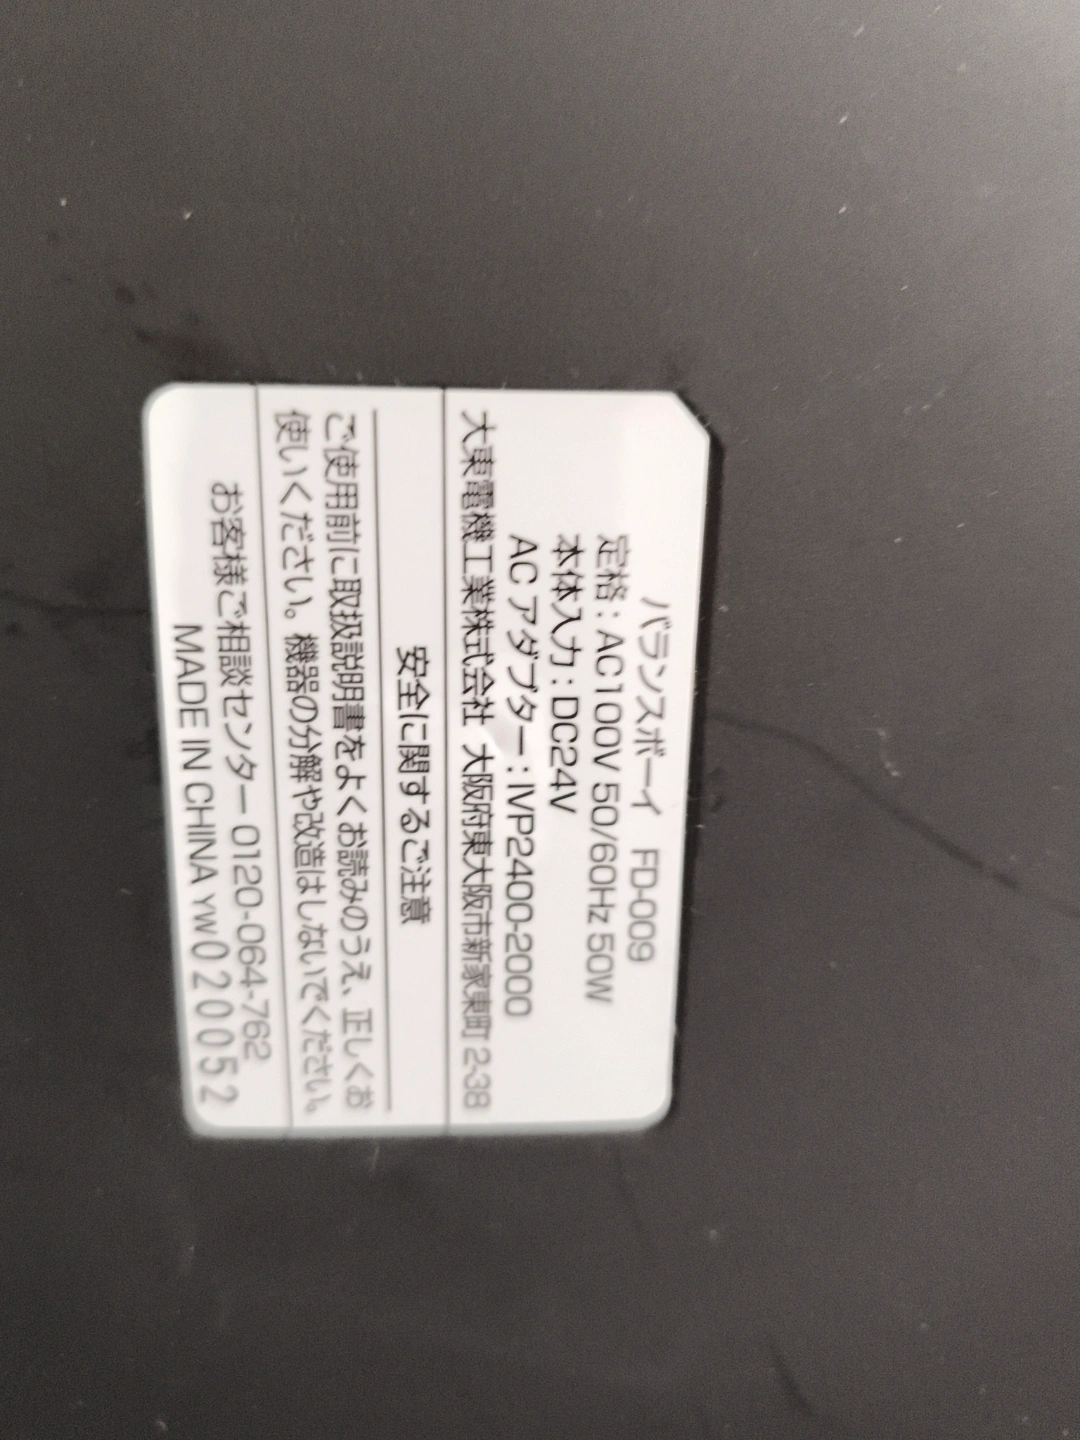 バランスボーイ FD-009
定格：AC100V 50/60Hz 50W
本体入力：DC24V
ACアダプター：IVP2400-2000
大東電機工業株式会社 大阪府東大阪市新家東町 2-38
安全に関するご注意
ご使用前に取扱説明書をよくお読みのうえ、正しくお
使いください。機器の分解や改造はしないでください。
お客様ご相談センター 0120-064-762
MADE IN CHINA YW020052